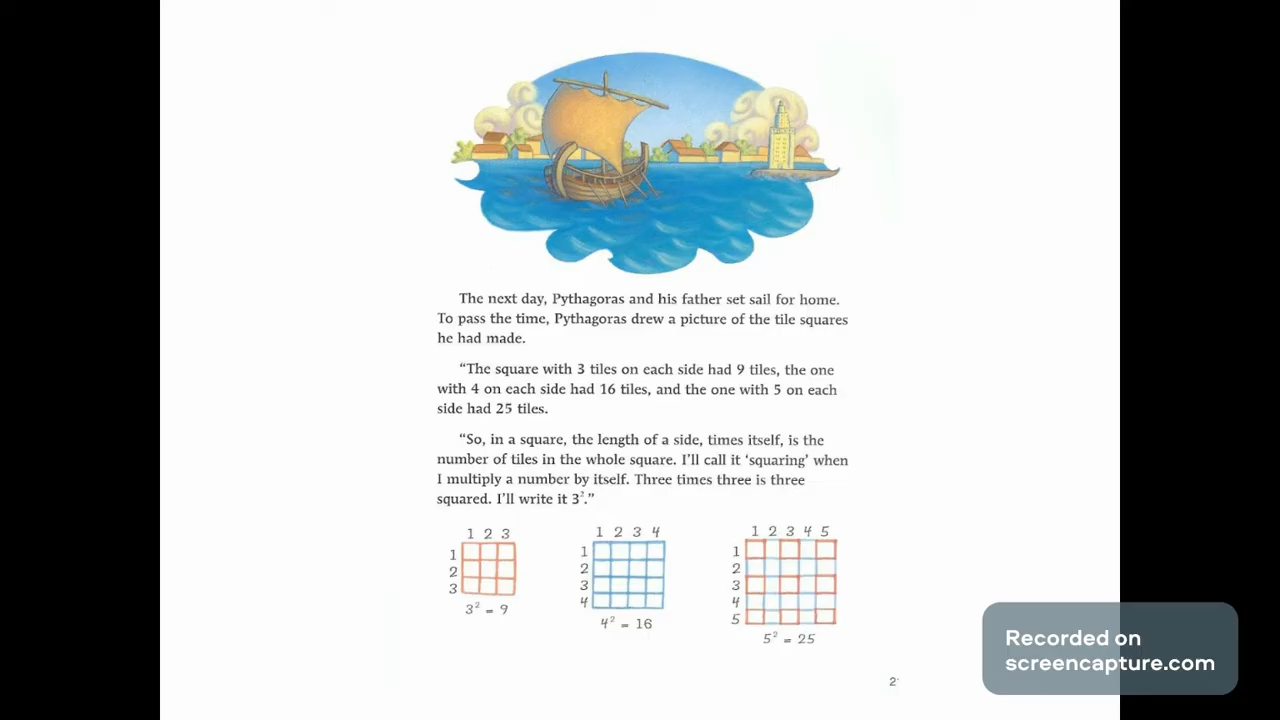 The next day, Pythagoras and his father set sail for home.
To pass the time, Pythagoras drew a picture of the tile squares
he had made.
“The square with 3 tiles on each side had 9 tiles, the one
with 4 on each side had 16 tiles, and the one with 5 on each
side had 25 tiles.
“So, in a square, the length of a side, times itself, is the
number of tiles in the whole square. I’ll call it ‘squaring’ when
I multiply a number by itself. Three times three is three
squared. I’ll write it 3².”
1 2 3
1
2
3
3² = 9
1 2 3 4
1
2
3
4
4² = 16
1 2 3 4 5
1
2
3
4
5
5² = 25
Recorded on
screencapture.com